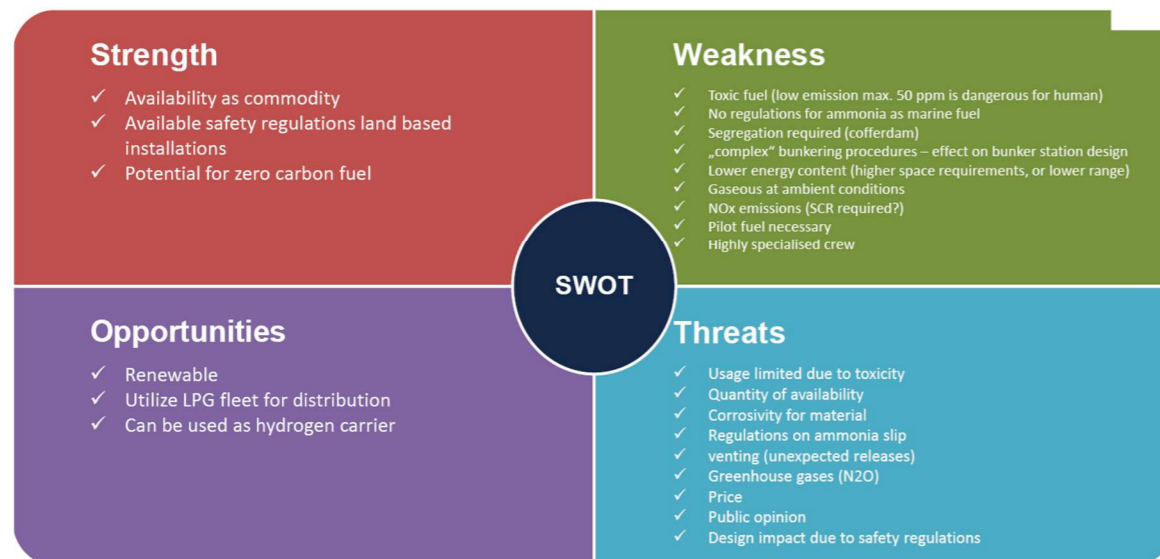 Strength
✓ Availability as commodity
✓ Available safety regulations land based
installations
✓ Potential for zero carbon fuel
Weakness
✓ Toxic fuel (low emission max. 50 ppm is dangerous for human)
✓ No regulations for ammonia as marine fuel
✓ Segregation required (cofferdam)
✓ „complex“ bunkering procedures – effect on bunker station design
✓ Lower energy content (higher space requirements, or lower range)
✓ Gaseous at ambient conditions
✓ NOx emissions (SCR required?)
✓ Pilot fuel necessary
✓ Highly specialised crew
SWOT
Opportunities
✓ Renewable
✓ Utilize LPG fleet for distribution
✓ Can be used as hydrogen carrier
Threats
✓ Usage limited due to toxicity
✓ Quantity of availability
✓ Corrosivity for material
✓ Regulations on ammonia slip
✓ venting (unexpected releases)
✓ Greenhouse gases (N2O)
✓ Price
✓ Public opinion
✓ Design impact due to safety regulations